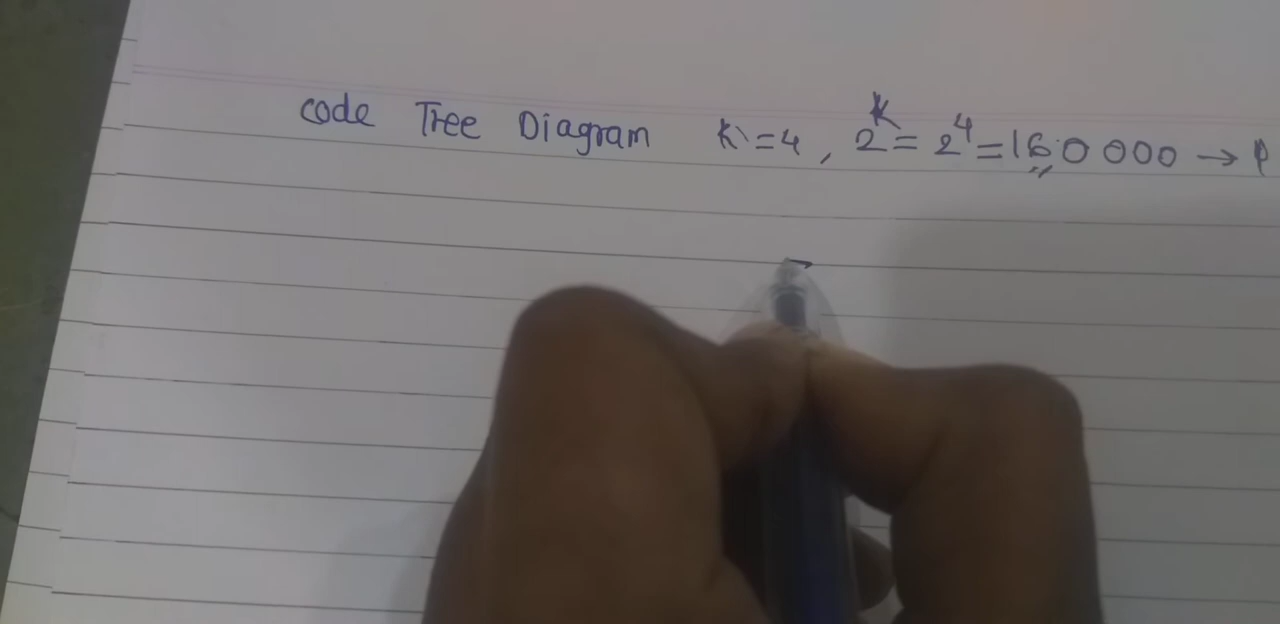 code Tree Diagram K=4, 2^K=2^4=16 0000 →